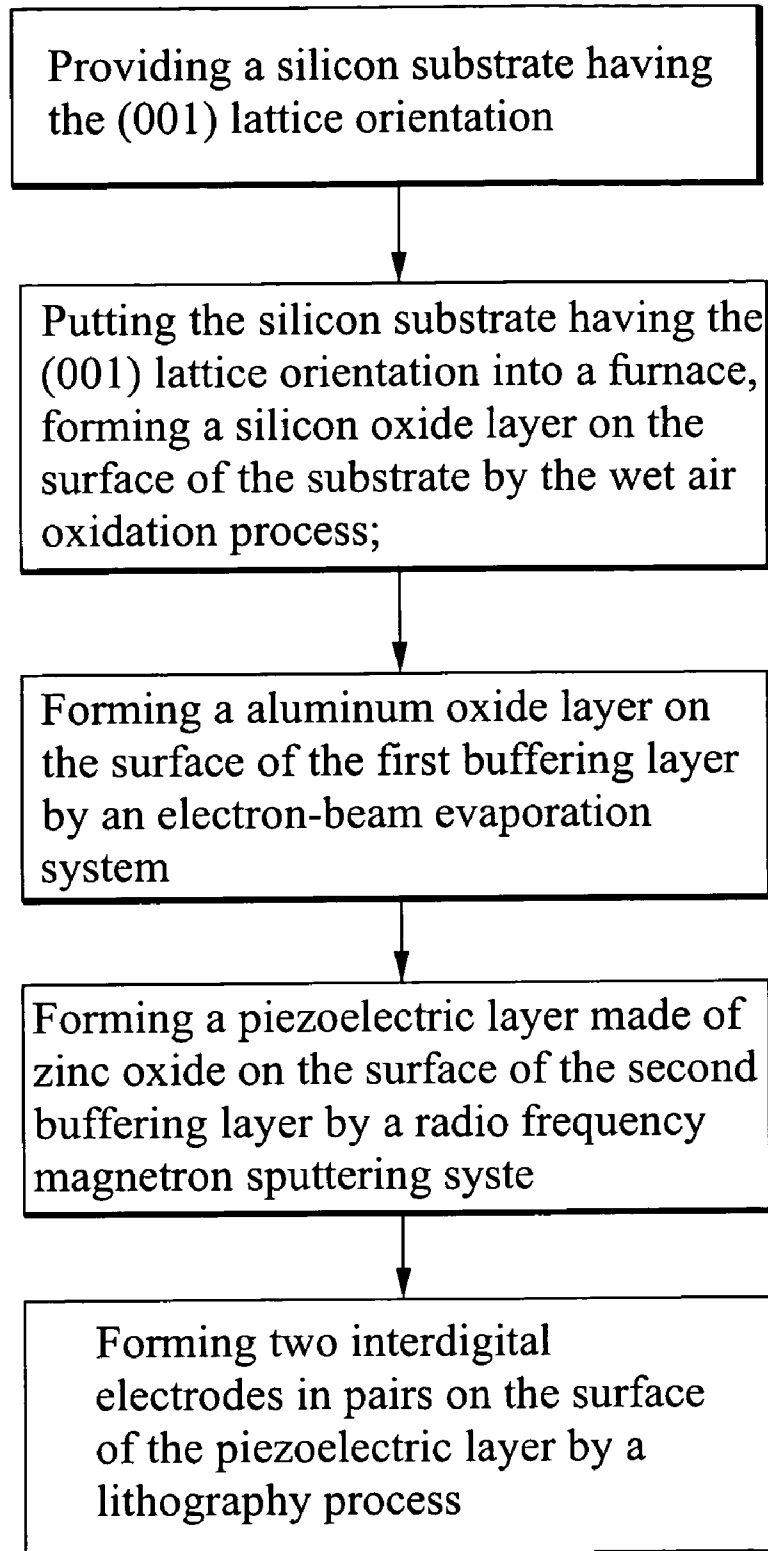 Providing a silicon substrate having
the (001) lattice orientation
Putting the silicon substrate having the
(001) lattice orientation into a furnace,
forming a silicon oxide layer on the
surface of the substrate by the wet air
oxidation process;
Forming a aluminum oxide layer on
the surface of the first buffering layer
by an electron-beam evaporation
system
Forming a piezoelectric layer made of
zinc oxide on the surface of the second
buffering layer by a radio frequency
magnetron sputtering syste
Forming two interdigital
electrodes in pairs on the surface
of the piezoelectric layer by a
lithography process